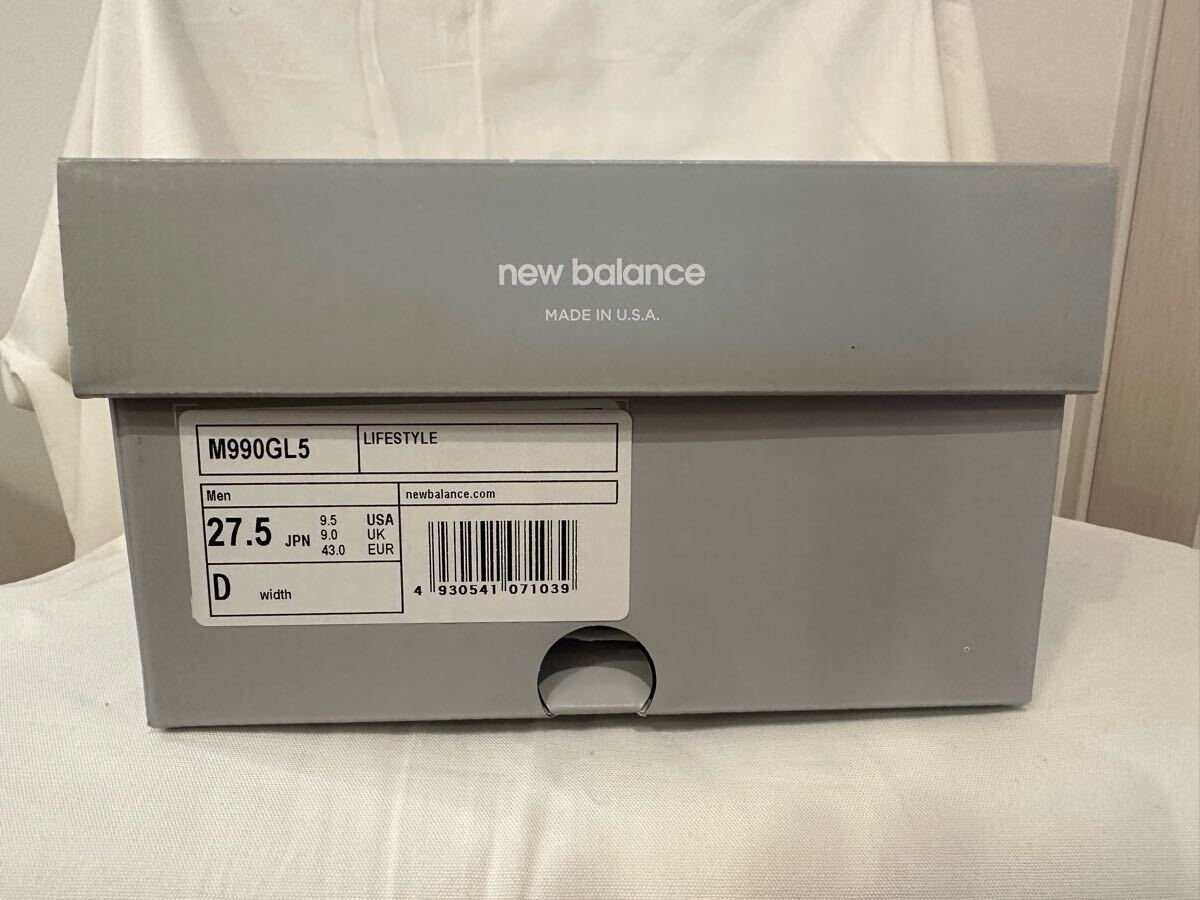 new balance
MADE IN U.S.A.
M990GL5
LIFESTYLE
Men
newbalance.com
27.5 JPN
9.5 USA
9.0 UK
43.0 EUR
D width
4 930541 071039